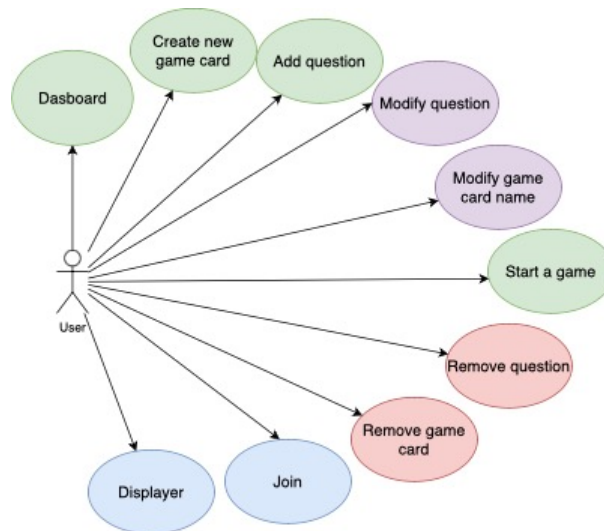 Create new
game card
Add question
Dasboard
Modify question
Modify game
card name
Start a game
User
Remove question
Remove game
card
Join
Displayer